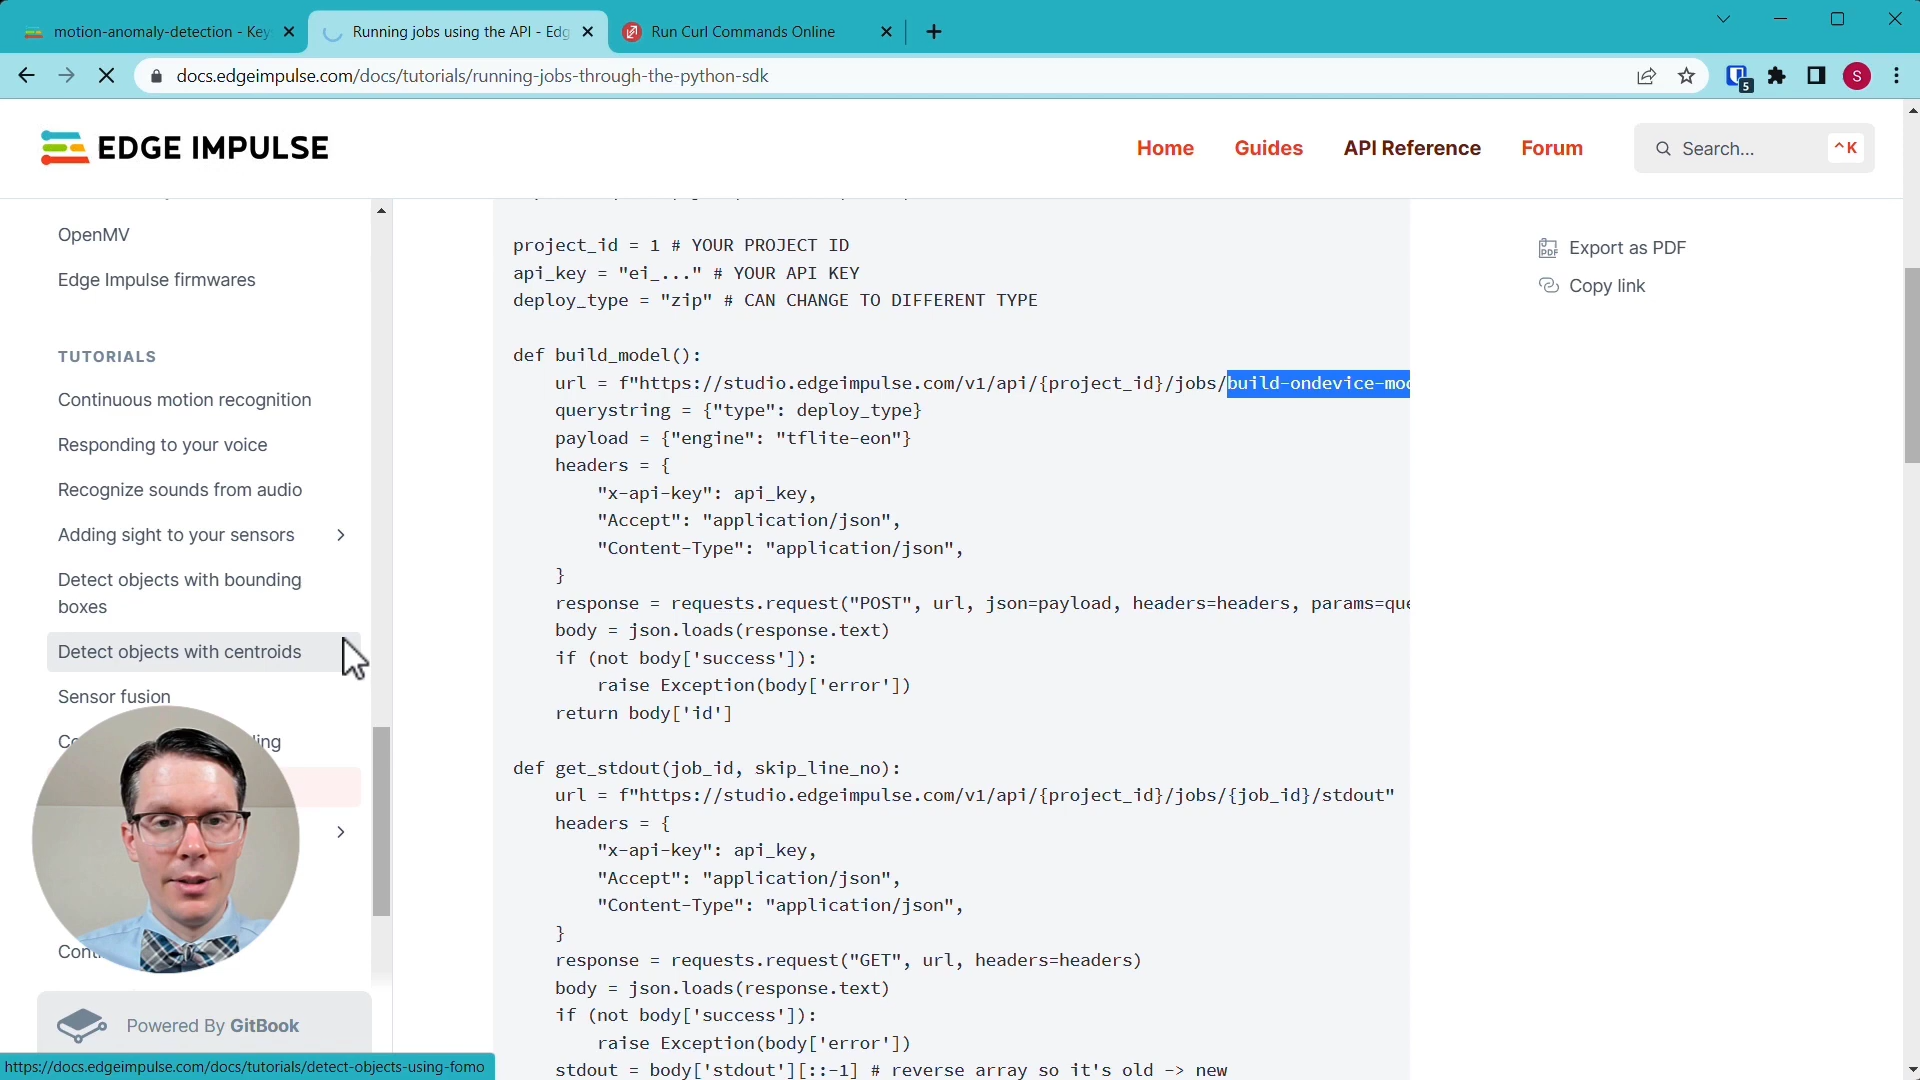 motion-anomaly-detection - Key
Running jobs using the API - Edg
Run Curl Commands Online
docs.edgeimpulse.com/docs/tutorials/running-jobs-through-the-python-sdk
5
S
EDGE IMPULSE
Home
Guides
API Reference
Forum
Search...
^K
OpenMV
Edge Impulse firmwares
TUTORIALS
Continuous motion recognition
Responding to your voice
Recognize sounds from audio
Adding sight to your sensors
Detect objects with bounding
boxes
Detect objects with centroids
Sensor fusion
Powered By GitBook
https://docs.edgeimpulse.com/docs/tutorials/detect-objects-using-fomo
project_id = 1 # YOUR PROJECT ID
api_key = "ei_..." # YOUR API KEY
deploy_type = "zip" # CAN CHANGE TO DIFFERENT TYPE
def build_model():
url = f"https://studio.edgeimpulse.com/v1/api/{project_id}/jobs/build-ondevice-mod
querystring = {"type": deploy_type}
payload = {"engine": "tflite-eon"}
headers = {
"x-api-key": api_key,
"Accept": "application/json",
"Content-Type": "application/json",
}
response = requests.request("POST", url, json=payload, headers=headers, params=que
body = json.loads(response.text)
if (not body['success']):
raise Exception(body['error'])
return body['id']
def get_stdout(job_id, skip_line_no):
url = f"https://studio.edgeimpulse.com/v1/api/{project_id}/jobs/{job_id}/stdout"
headers = {
"x-api-key": api_key,
"Accept": "application/json",
"Content-Type": "application/json",
}
response = requests.request("GET", url, headers=headers)
body = json.loads(response.text)
if (not body['success']):
raise Exception(body['error'])
stdout = body['stdout'][::-1] # reverse array so it's old -> new
PDF
Export as PDF
Copy link